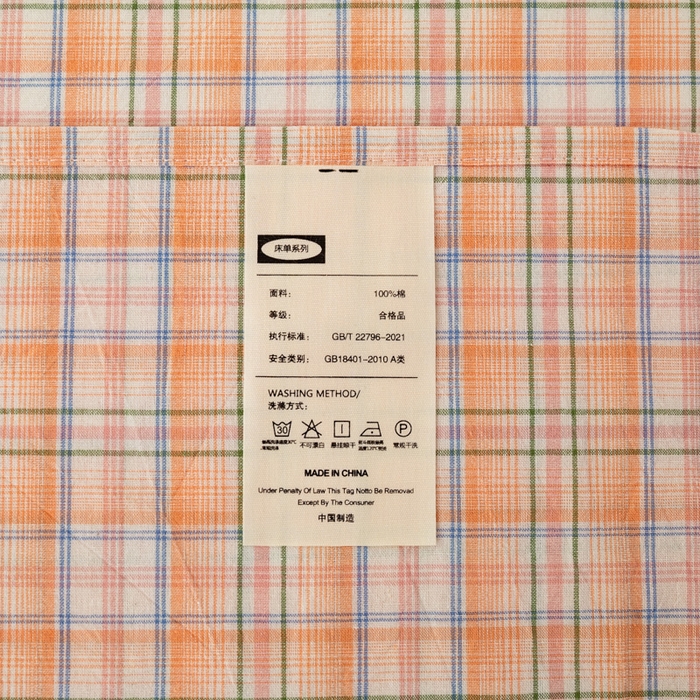 床单系列
面料: 100%棉
等级: 合格品
执行标准: GB/T 22796-2021
安全类别: GB18401-2010 A类
WASHING METHOD/
洗涤方式:
30 P
不可漂白 悬挂晾干 常规干洗
MADE IN CHINA
Under Penalty Of Law This Tag Notto Be Removad
Except By The Consuner
中国制造